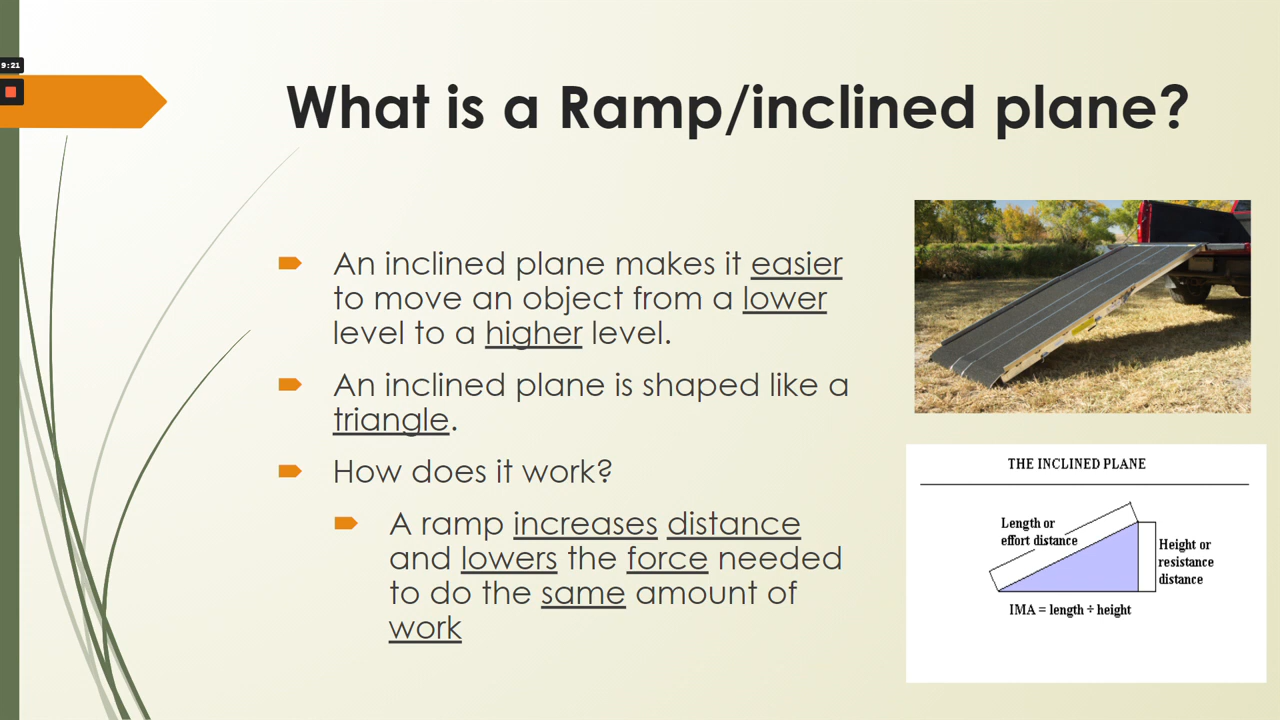 9:21
What is a Ramp/inclined plane?
An inclined plane makes it easier
to move an object from a lower
level to a higher level.
An inclined plane is shaped like a
triangle.
How does it work?
A ramp increases distance
and lowers the force needed
to do the same amount of
work
THE INCLINED PLANE
Length or
effort distance
Height or
resistance
distance
IMA = length ÷ height